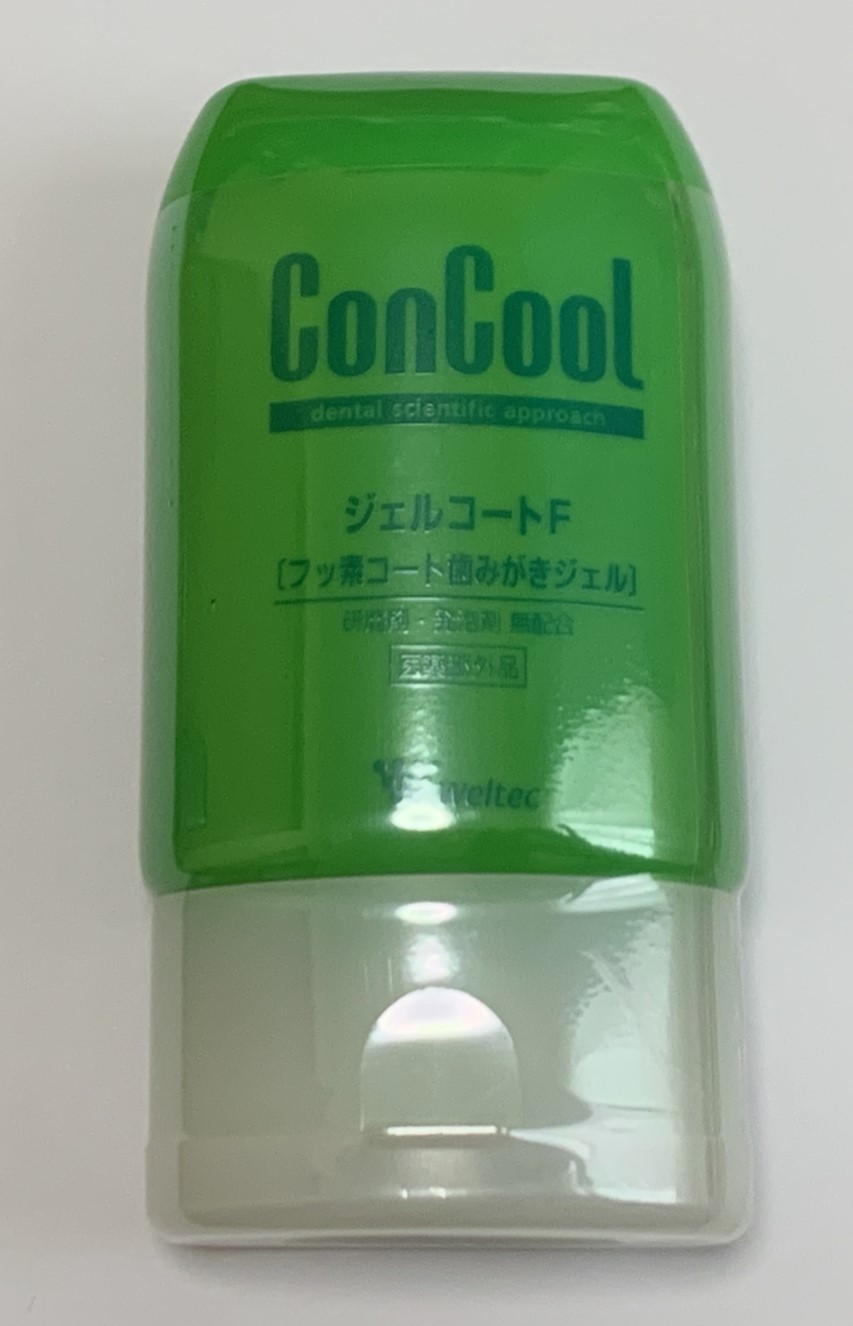 ConCool
dental scientific approach
ジェルコートF
[フッ素コート歯みがきジェル]
研磨剤・発泡剤 無配合
医薬部外品
weltec